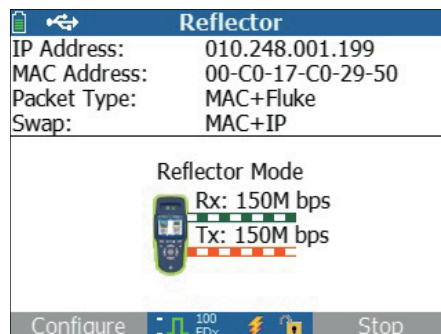 Reflector
IP Address: 010.248.001.199
MAC Address: 00-C0-17-C0-29-50
Packet Type: MAC+Fluke
Swap: MAC+IP
Reflector Mode
Rx: 150M bps
Tx: 150M bps
Configure 100 Stop
FDx